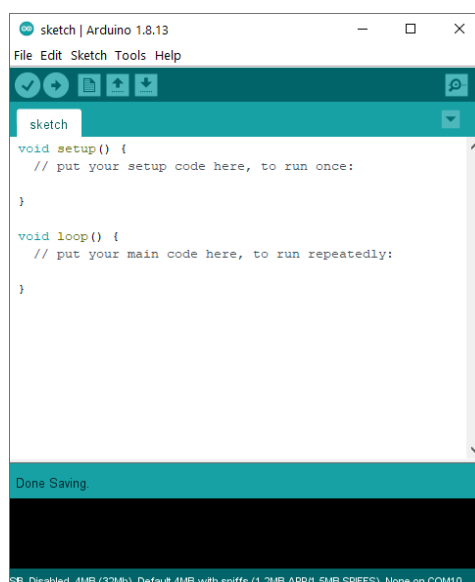 sketch | Arduino 1.8.13
File Edit Sketch Tools Help
sketch
void setup() {
  // put your setup code here, to run once:
}
void loop() {
  // put your main code here, to run repeatedly:
}
Done Saving.
Disabled, 4MB (32Mb), Default 4MB with spiffs (1.2MB APP/1.5MB SPIFFS), None on COM10